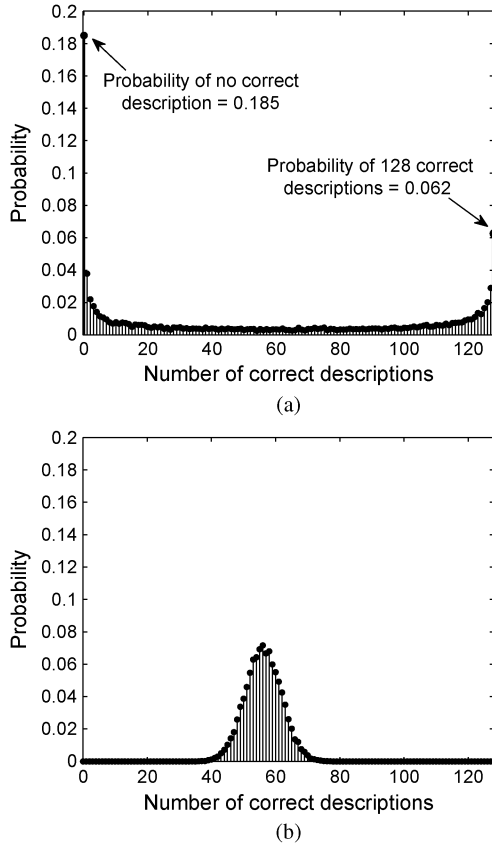 0.2
0.18
0.16
0.14
0.12
0.1
0.08
0.06
0.04
0.02
0
Probability
Probability of no correct
description = 0.185
Probability of 128 correct
descriptions = 0.062
0 20 40 60 80 100 120
Number of correct descriptions
(a)
0.2
0.18
0.16
0.14
0.12
0.1
0.08
0.06
0.04
0.02
0
Probability
0 20 40 60 80 100 120
Number of correct descriptions
(b)